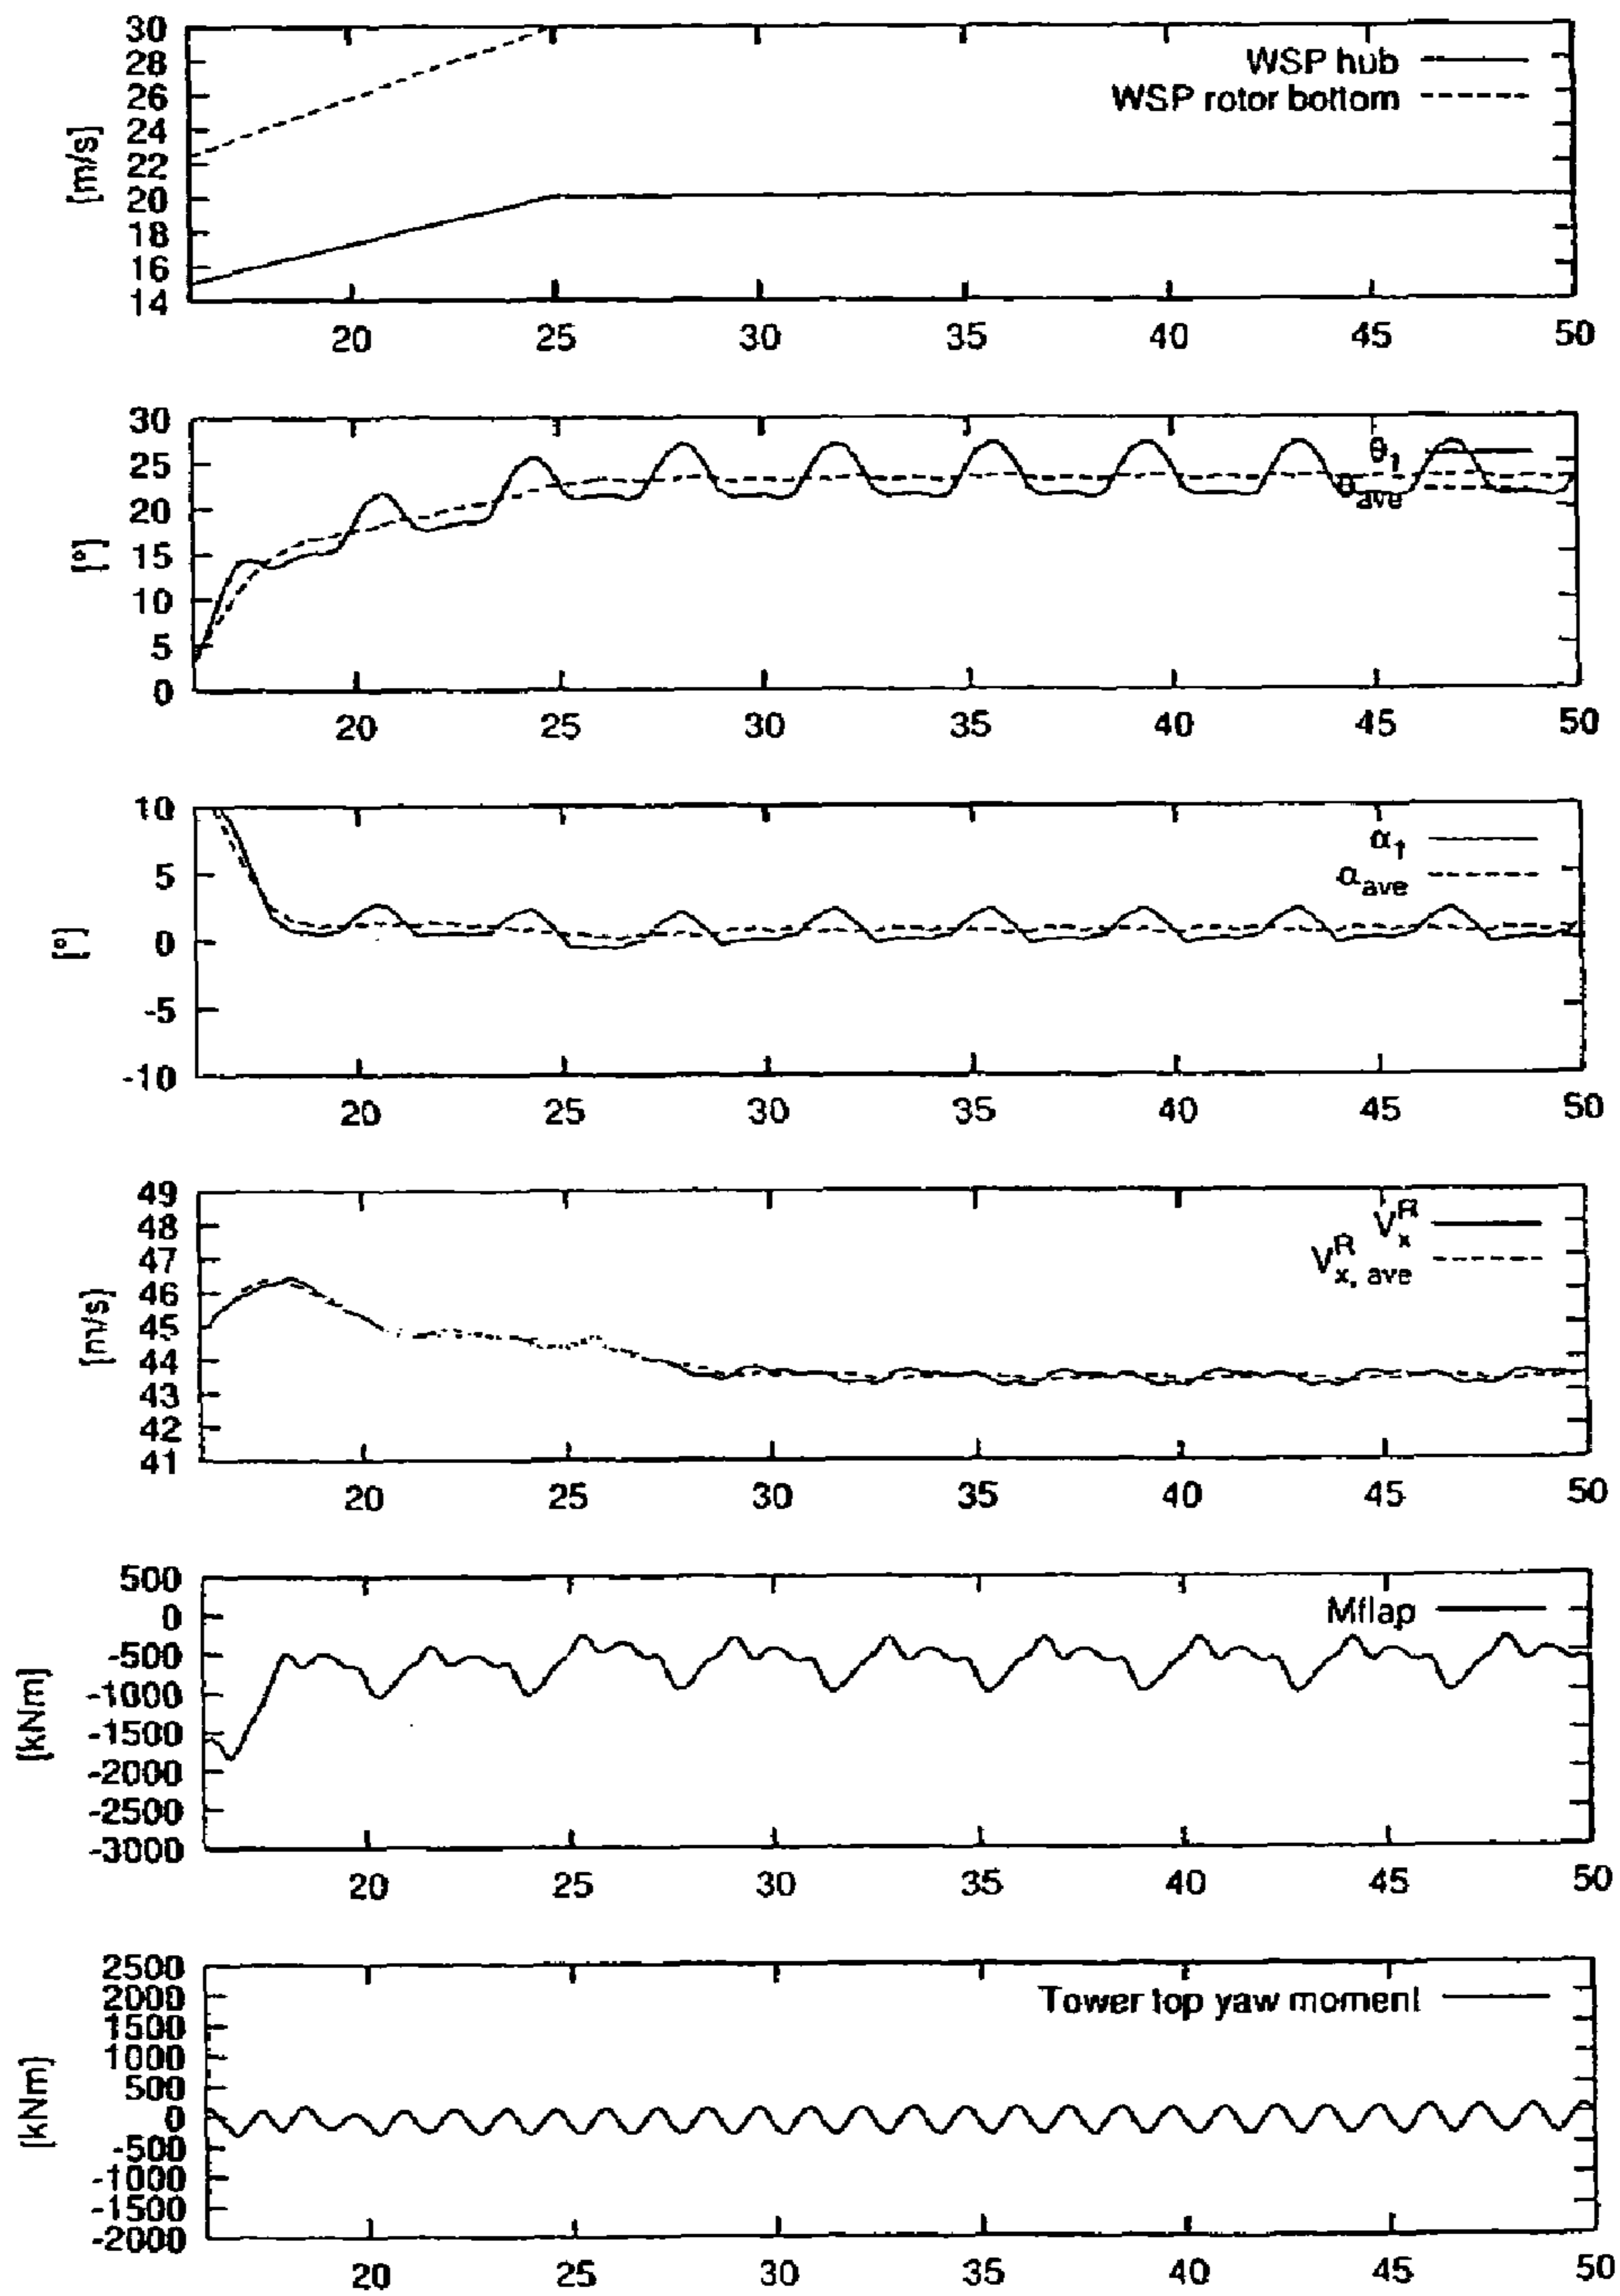 30
28
26
24
22
20
18
16
14
[m/s]
WSP hub
WSP rotor bottom
20 25 30 35 40 45 50
30
25
20
15
10
5
0
[°]
θ1
θave
20 25 30 35 40 45 50
10
5
0
-5
-10
[°]
α1
αave
20 25 30 35 40 45 50
49
48
47
46
45
44
43
42
41
[m/s]
V_x^R
V_x, ave^R
20 25 30 35 40 45 50
500
0
-500
-1000
-1500
-2000
-2500
-3000
[kNm]
Mflap
20 25 30 35 40 45 50
2500
2000
1500
1000
500
0
-500
-1000
-1500
-2000
[kNm]
Tower top yaw moment
20 25 30 35 40 45 50